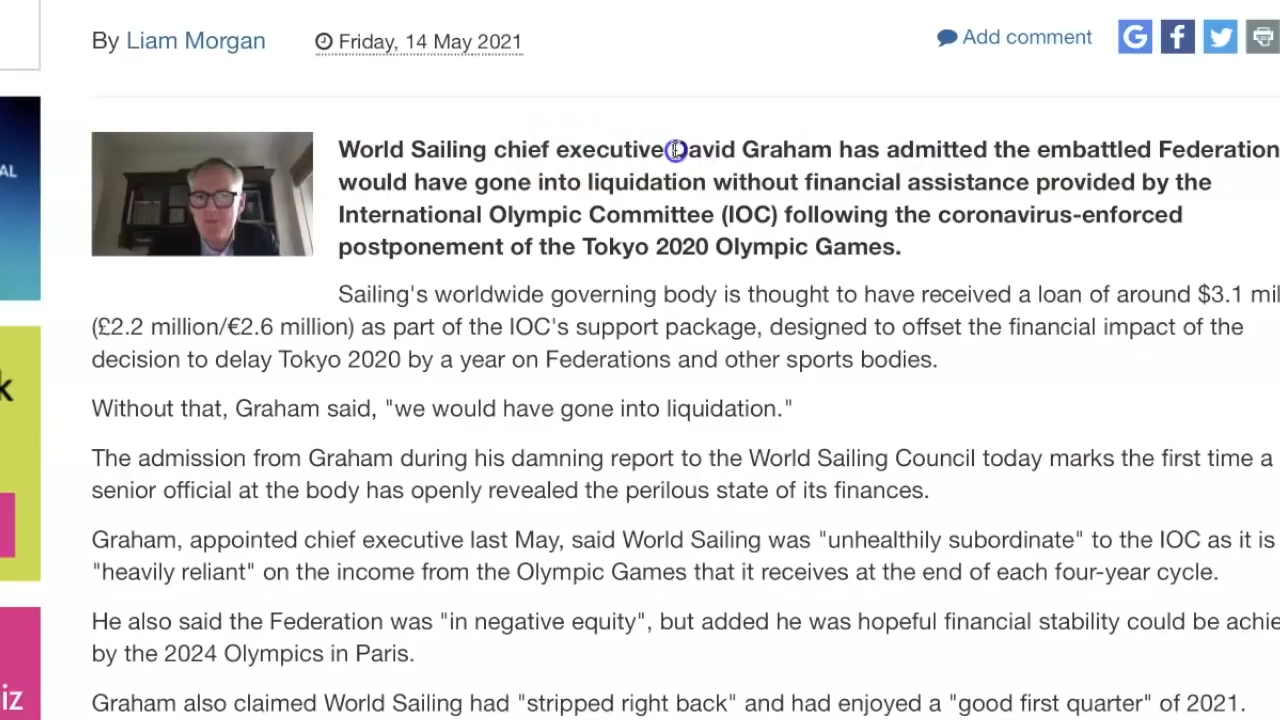 By Liam Morgan Friday, 14 May 2021 Add comment
AL
World Sailing chief executive David Graham has admitted the embattled Federation
would have gone into liquidation without financial assistance provided by the
International Olympic Committee (IOC) following the coronavirus-enforced
postponement of the Tokyo 2020 Olympic Games.
Sailing's worldwide governing body is thought to have received a loan of around $3.1 mil
(£2.2 million/€2.6 million) as part of the IOC's support package, designed to offset the financial impact of the
decision to delay Tokyo 2020 by a year on Federations and other sports bodies.
k
Without that, Graham said, "we would have gone into liquidation."
The admission from Graham during his damning report to the World Sailing Council today marks the first time a
senior official at the body has openly revealed the perilous state of its finances.
Graham, appointed chief executive last May, said World Sailing was "unhealthily subordinate" to the IOC as it is
"heavily reliant" on the income from the Olympic Games that it receives at the end of each four-year cycle.
He also said the Federation was "in negative equity", but added he was hopeful financial stability could be achie
by the 2024 Olympics in Paris.
iz
Graham also claimed World Sailing had "stripped right back" and had enjoyed a "good first quarter" of 2021.